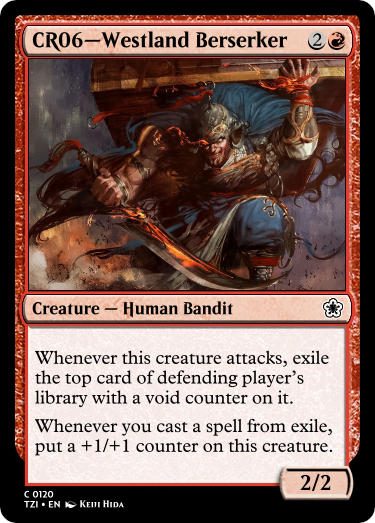 CR06—Westland Berserker 2
Creature — Human Bandit
Whenever this creature attacks, exile
the top card of defending player's
library with a void counter on it.
Whenever you cast a spell from exile,
put a +1/+1 counter on this creature.
2/2
C 0120
TZI • EN Keiji Hida